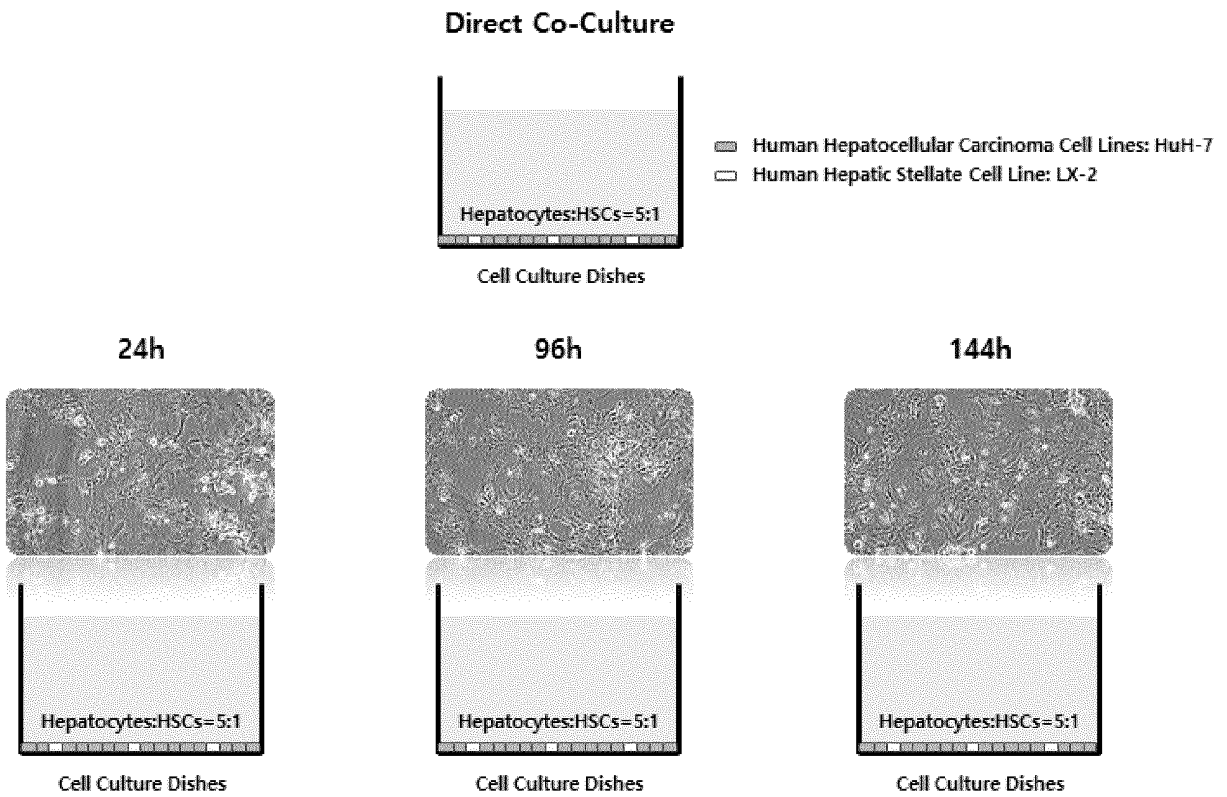 Direct Co-Culture
Human Hepatocellular Carcinoma Cell Lines: HuH-7
Human Hepatic Stellate Cell Line: LX-2
Hepatocytes:HSCs=5:1
Cell Culture Dishes
24h
96h
144h
Hepatocytes:HSCs=5:1
Hepatocytes:HSCs=5:1
Hepatocytes:HSCs=5:1
Cell Culture Dishes
Cell Culture Dishes
Cell Culture Dishes